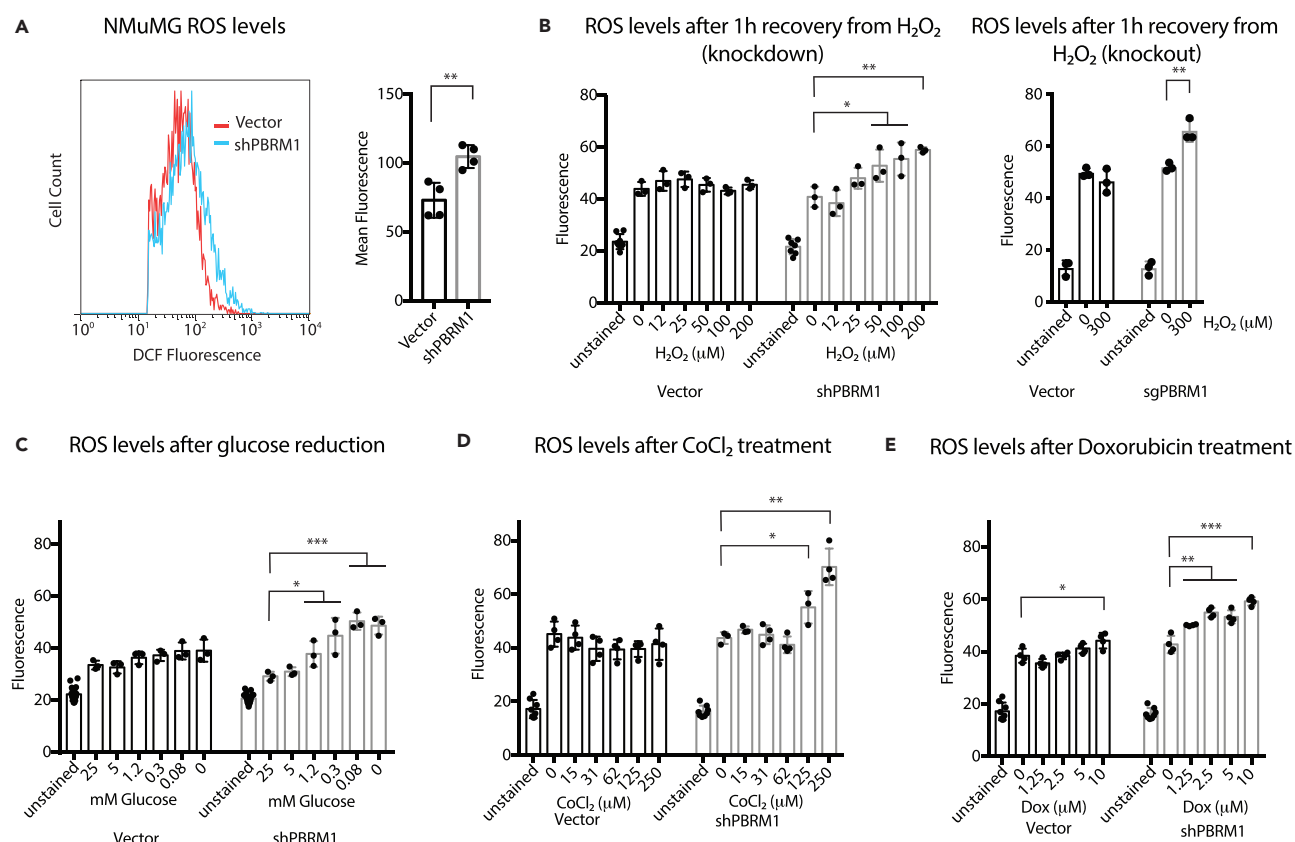 A
NMuMG ROS levels
Cell Count
Vector
shPBRM1
10⁰ 10¹ 10² 10³ 10⁴
DCF Fluorescence
Mean Fluorescence
150
100
50
0
**
Vector
shPBRM1
B
ROS levels after 1h recovery from H₂O₂
(knockdown)
Fluorescence
80
60
40
20
0
**
*
unstained 0 12 25 50 100 200
H₂O₂ (μM)
Vector
unstained 0 12 25 50 100 200
H₂O₂ (μM)
shPBRM1
ROS levels after 1h recovery from
H₂O₂ (knockout)
Fluorescence
80
60
40
20
0
**
unstained 0 300
Vector
unstained 0 300
H₂O₂ (μM)
sgPBRM1
C
ROS levels after glucose reduction
Fluorescence
80
60
40
20
0
***
*
unstained 25 5 1.2 0.3 0.08 0
mM Glucose
Vector
unstained 25 5 1.2 0.3 0.08 0
mM Glucose
shPBRM1
D
ROS levels after CoCl₂ treatment
Fluorescence
80
60
40
20
0
**
*
unstained 0 15 31 62 125 250
CoCl₂ (μM)
Vector
unstained 0 15 31 62 125 250
CoCl₂ (μM)
shPBRM1
E
ROS levels after Doxorubicin treatment
Fluorescence
80
60
40
20
0
*
***
**
unstained 0 1.25 2.5 5 10
Dox (μM)
Vector
unstained 0 1.25 2.5 5 10
Dox (μM)
shPBRM1